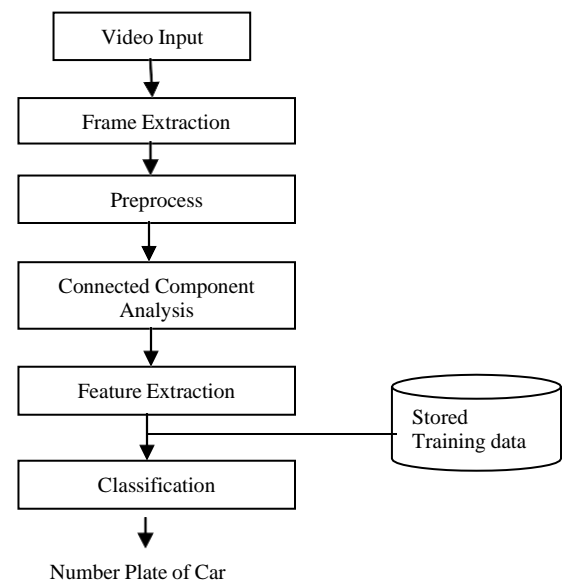 Video Input
Frame Extraction
Preprocess
Connected Component
Analysis
Feature Extraction
Stored
Training data
Classification
Number Plate of Car